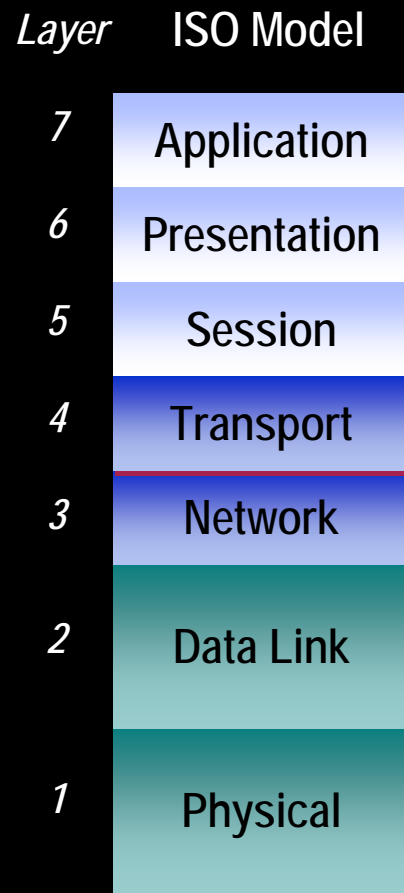 Layer ISO Model
7 Application
6 Presentation
5 Session
4 Transport
3 Network
2 Data Link
1 Physical